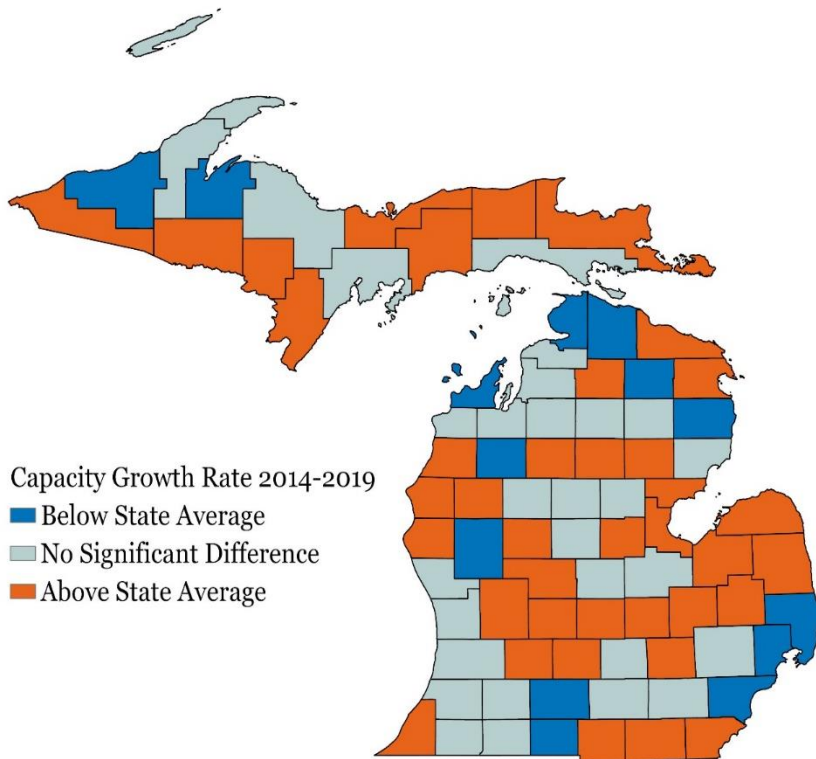 Capacity Growth Rate 2014-2019
Below State Average
No Significant Difference
Above State Average